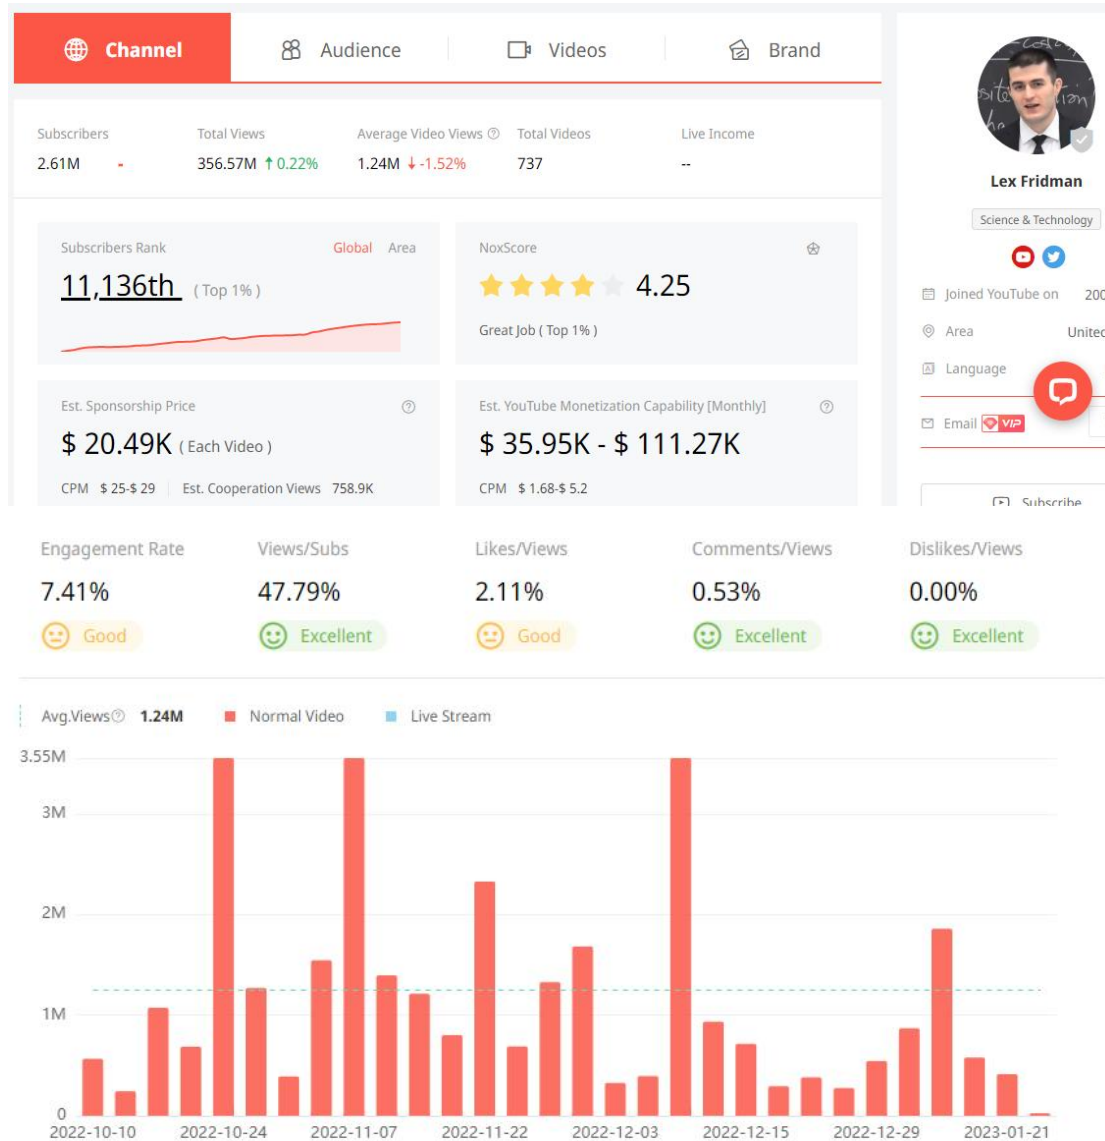 Channel Audience Videos Brand
Subscribers Total Views Average Video Views Total Videos Live Income
2.61M - 356.57M ↑ 0.22% 1.24M ↓ -1.52% 737 --
Subscribers Rank Global Area
11,136th ( Top 1% )
NoxScore
4.25
Great Job ( Top 1% )
Est. Sponsorship Price
$ 20.49K ( Each Video )
CPM $ 25-$ 29 Est. Cooperation Views 758.9K
Est. YouTube Monetization Capability [Monthly]
$ 35.95K - $ 111.27K
CPM $ 1.68-$ 5.2
Lex Fridman
Science & Technology
Joined YouTube on 200
Area United
Language
Email VIP
Subscribe
Engagement Rate Views/Subs Likes/Views Comments/Views Dislikes/Views
7.41% 47.79% 2.11% 0.53% 0.00%
Good Excellent Good Excellent Excellent
Avg.Views 1.24M Normal Video Live Stream
3.55M
3M
2M
1M
0
2022-10-10 2022-10-24 2022-11-07 2022-11-22 2022-12-03 2022-12-15 2022-12-29 2023-01-21